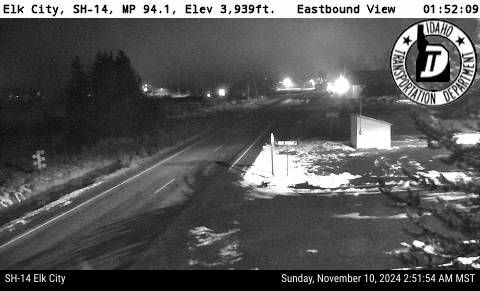 Elk City, SH-14, MP 94.1, Elev 3,939ft. Eastbound View 01:52:09
IDAHO
TRANSPORTATION DEPARTMENT
SH-14 Elk City Sunday, November 10, 2024 2:51:54 AM MST